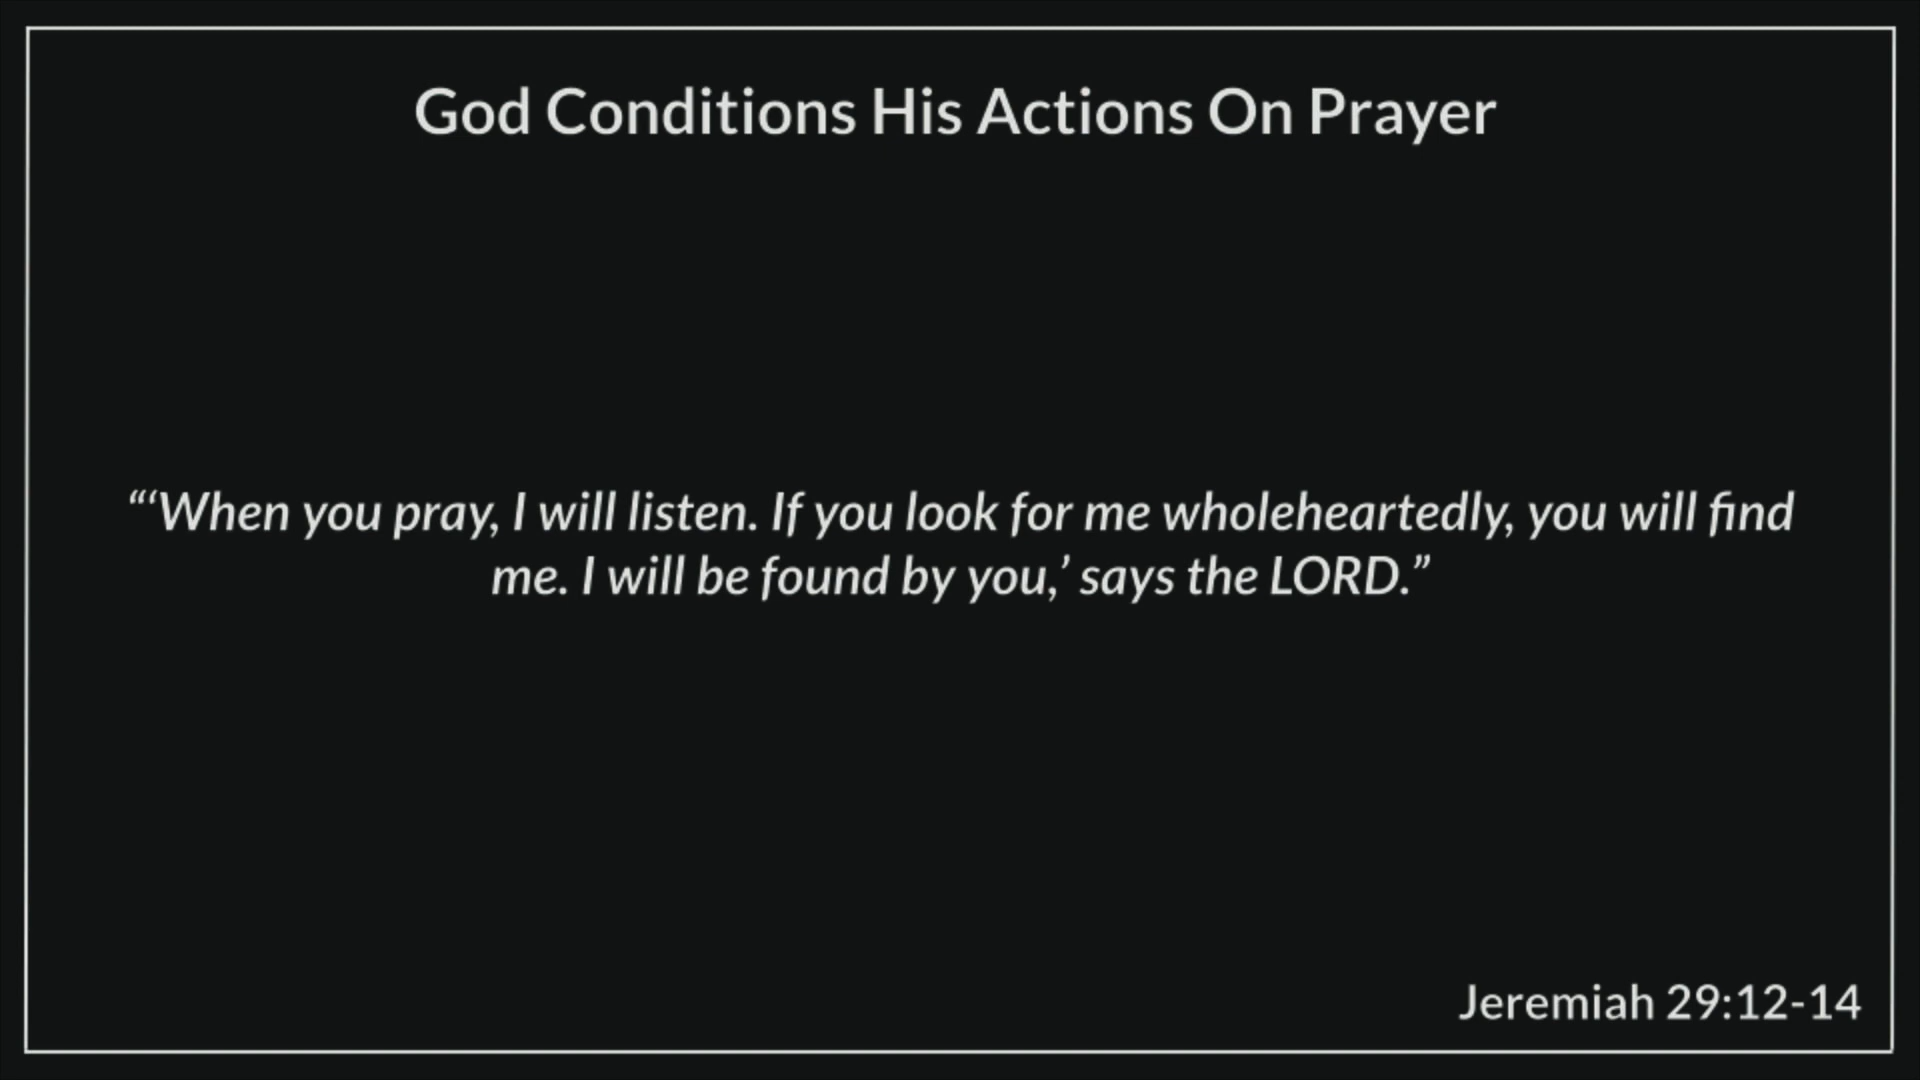 God Conditions His Actions On Prayer
“‘When you pray, I will listen. If you look for me wholeheartedly, you will find
me. I will be found by you,’ says the LORD.”
Jeremiah 29:12-14